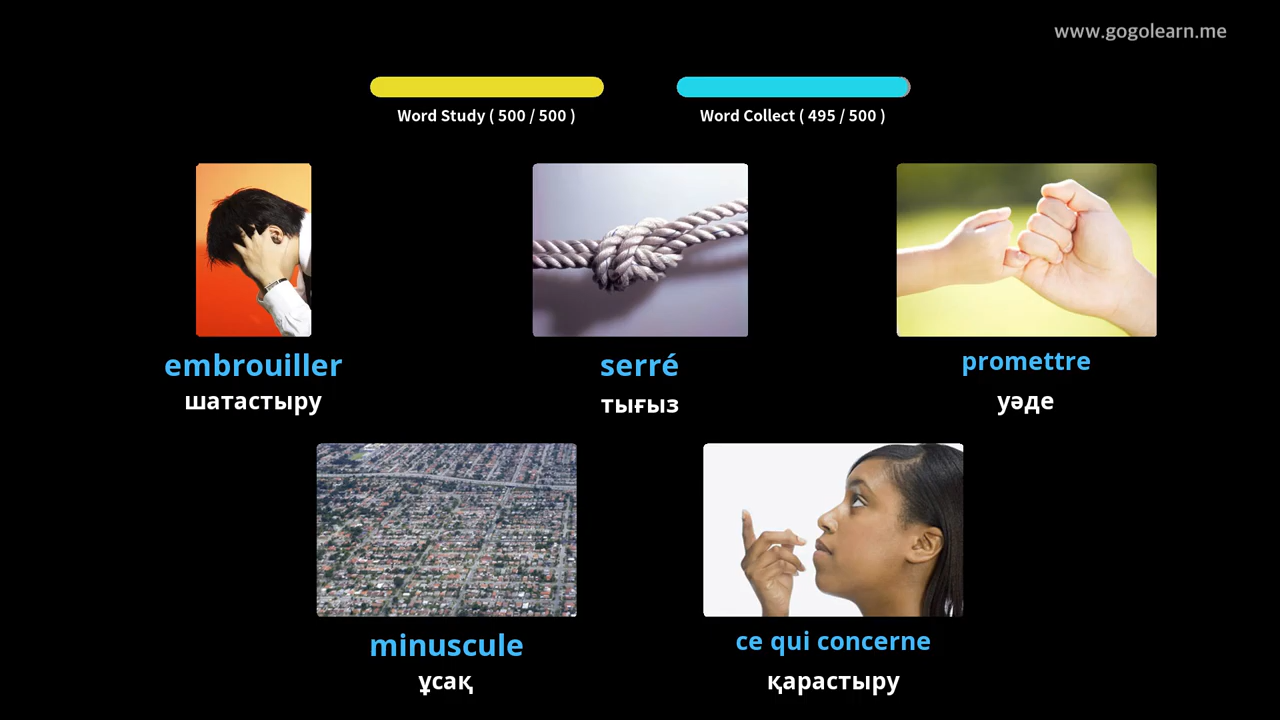 www.gogolearn.me
Word Study ( 500 / 500 )
Word Collect ( 495 / 500 )
embrouiller
шатастыру
serré
тығыз
promettre
уәде
minuscule
ұсақ
ce qui concerne
қарастыру